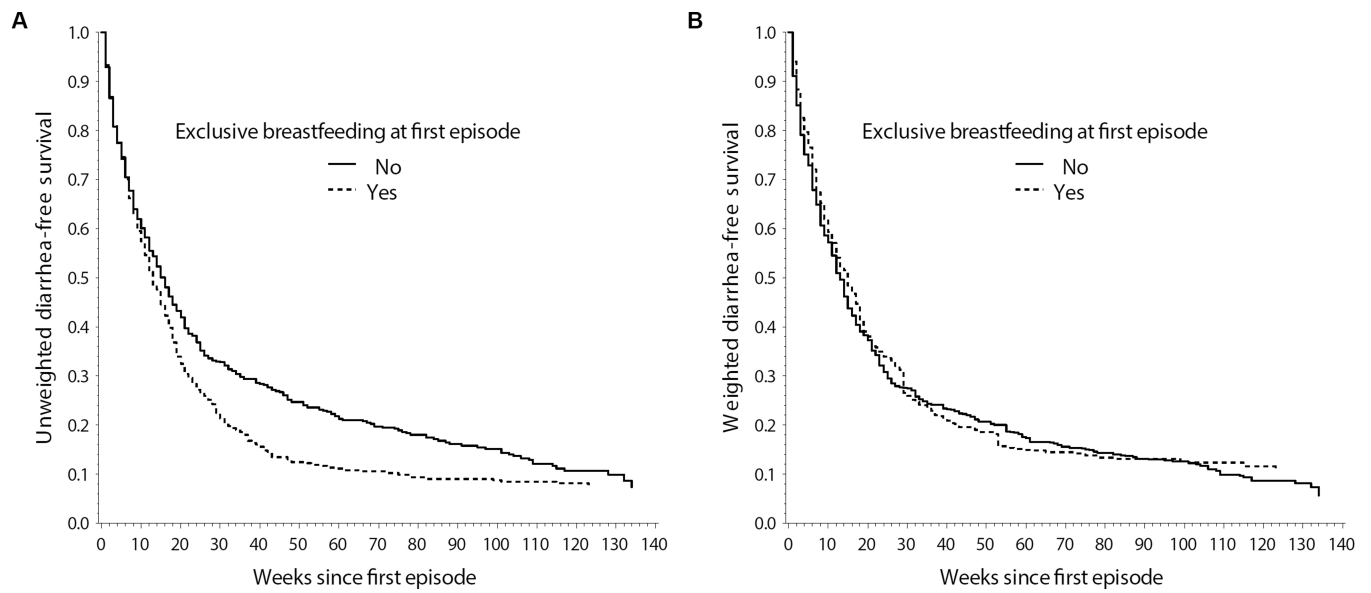 A
Unweighted diarrhea-free survival
1.0
0.9
0.8
0.7
0.6
0.5
0.4
0.3
0.2
0.1
0.0
Exclusive breastfeeding at first episode
No
Yes
0 10 20 30 40 50 60 70 80 90 100 110 120 130 140
Weeks since first episode
B
Weighted diarrhea-free survival
1.0
0.9
0.8
0.7
0.6
0.5
0.4
0.3
0.2
0.1
0.0
Exclusive breastfeeding at first episode
No
Yes
0 10 20 30 40 50 60 70 80 90 100 110 120 130 140
Weeks since first episode